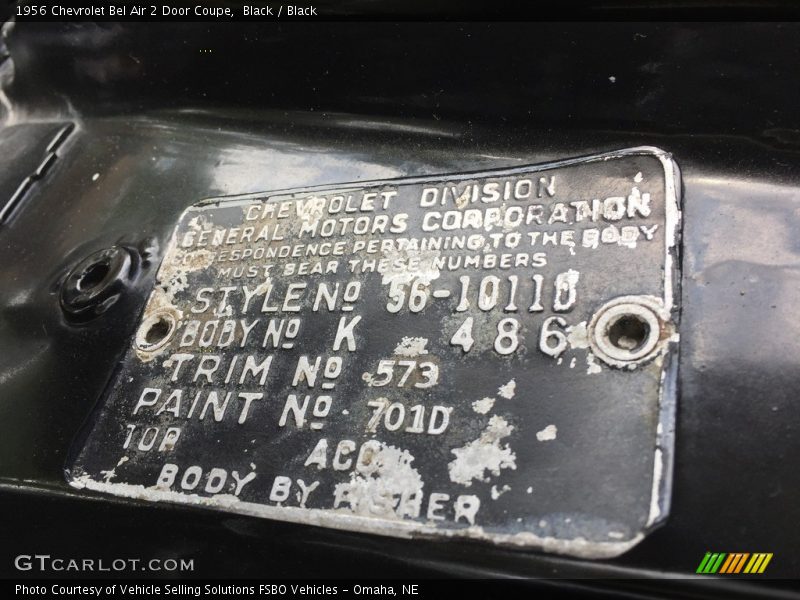 1956 Chevrolet Bel Air 2 Door Coupe, Black / Black
CHEVROLET DIVISION
GENERAL MOTORS CORPORATION
CORRESPONDENCE PERTAINING TO THE BODY
MUST BEAR THESE NUMBERS
STYLE Nº 56-1011D
BODY Nº K 486
TRIM Nº 573
PAINT Nº 701D
TOP ACC
BODY BY FISHER
GTCARLOT.COM
Photo Courtesy of Vehicle Selling Solutions FSBO Vehicles - Omaha, NE